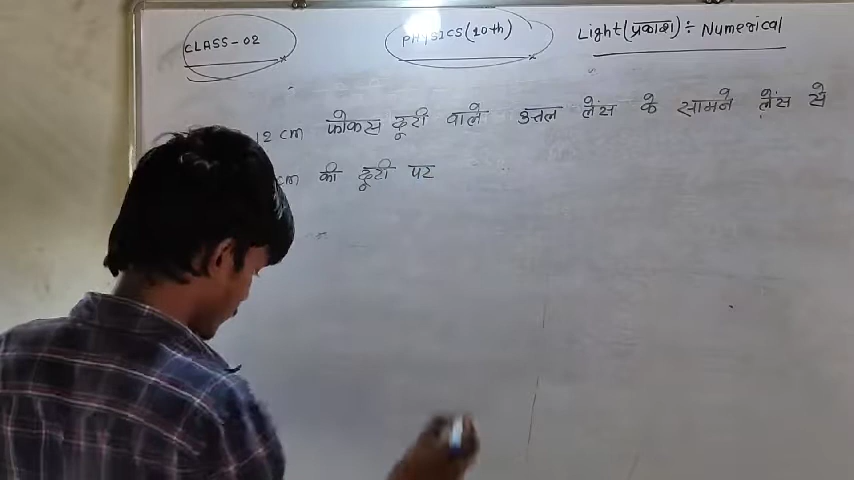 CLASS-02
PHYSICS(10th)
Light(प्रकाश):- Numerical
12 cm फोकस दूरी वाले उत्तल लेंस के सामने लेंस से
cm की दूरी पर